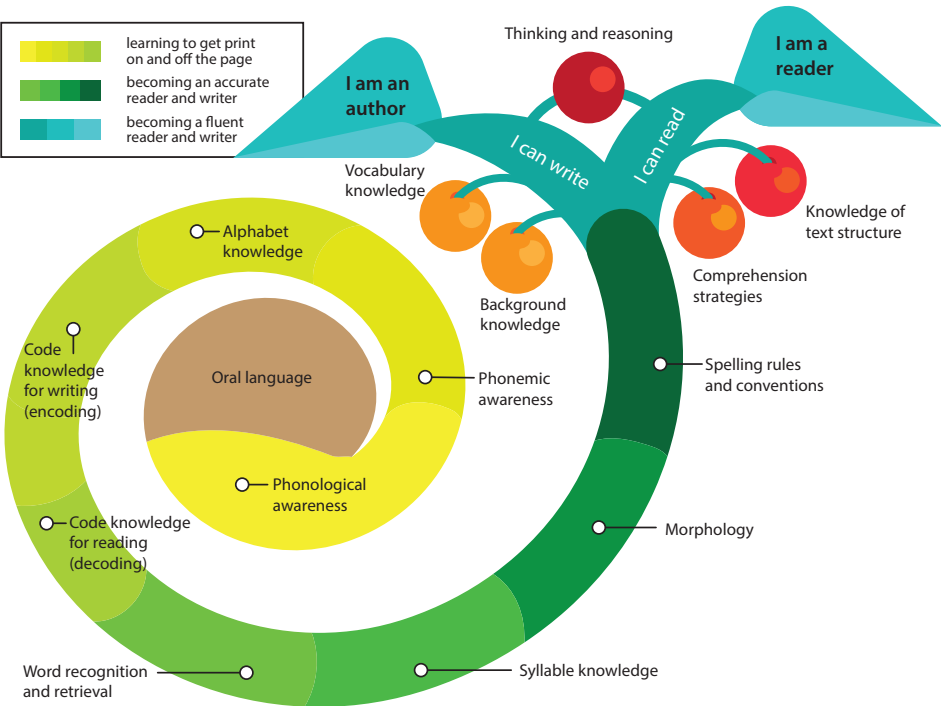 learning to get print
on and off the page
becoming an accurate
reader and writer
becoming a fluent
reader and writer
I am an
author
Thinking and reasoning
I am a
reader
I can write
I can read
Vocabulary
knowledge
Background
knowledge
Knowledge of
text structure
Comprehension
strategies
Alphabet
knowledge
Code
knowledge
for writing
(encoding)
Oral language
Phonemic
awareness
Spelling rules
and conventions
Phonological
awareness
Code knowledge
for reading
(decoding)
Morphology
Word recognition
and retrieval
Syllable knowledge